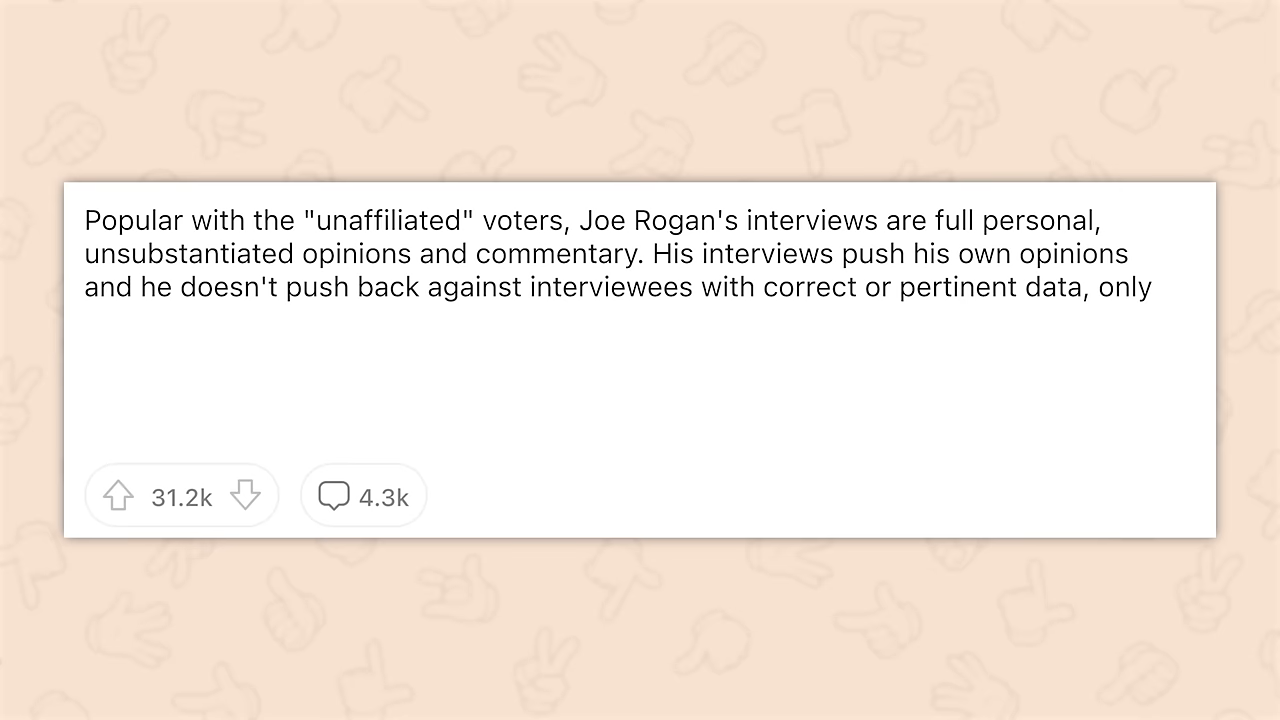 Popular with the "unaffiliated" voters, Joe Rogan's interviews are full personal,
unsubstantiated opinions and commentary. His interviews push his own opinions
and he doesn't push back against interviewees with correct or pertinent data, only
31.2k 4.3k